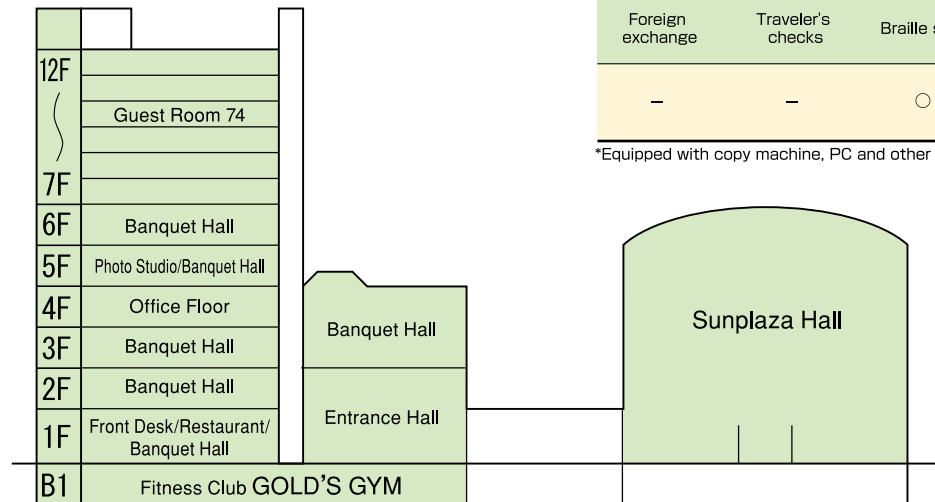 Foreign exchange
Traveler's checks
Braille
–
–
○
*Equipped with copy machine, PC and other
12F
Guest Room 74
7F
6F
Banquet Hall
5F
Photo Studio/Banquet Hall
4F
Office Floor
3F
Banquet Hall
2F
Banquet Hall
1F
Front Desk/Restaurant/
Banquet Hall
B1
Fitness Club GOLD'S GYM
Banquet Hall
Entrance Hall
Sunplaza Hall